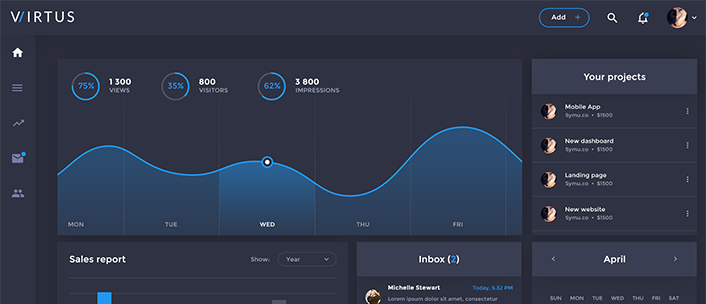 VIRTUS
Add +
75%
1 300
VIEWS
35%
800
VISITORS
62%
3 800
IMPRESSIONS
MON
TUE
WED
THU
FRI
Your projects
Mobile App
Symu.co • $1500
New dashboard
Symu.co • $1500
Landing page
Symu.co • $1500
New website
Symu.co • $1500
Sales report
Show:
Year
Inbox (2)
Michelle Stewart
Today, 5.32 PM
Lorem ipsum dolor sit amet, consectetur
April
SUN MON TUE WED THU FRI SAT